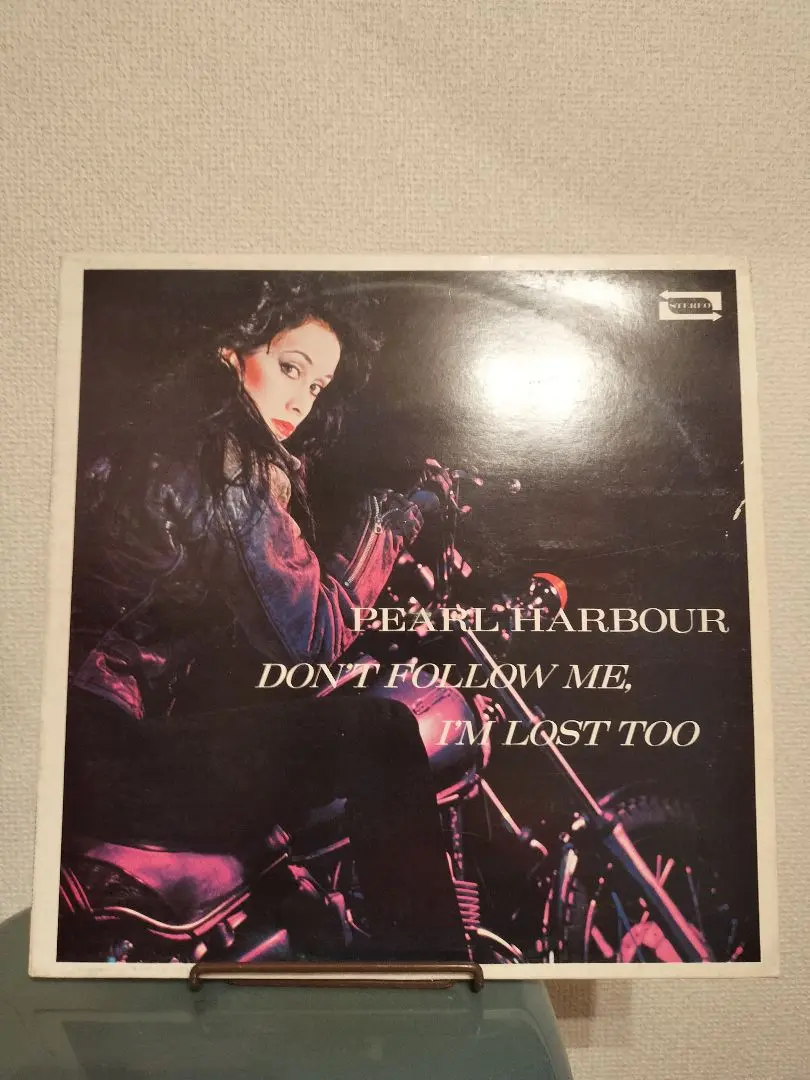 STEREO
PEARL HARBOUR
DON'T FOLLOW ME,
I'M LOST TOO